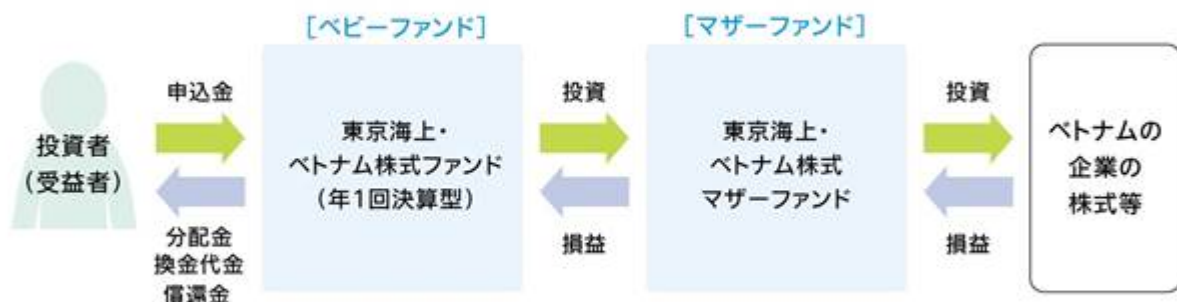 [ベビーファンド]
[マザーファンド]
投資者
(受益者)
申込金
分配金
換金代金
償還金
東京海上・
ベトナム株式ファンド
(年1回決算型)
投資
損益
東京海上・
ベトナム株式
マザーファンド
投資
損益
ベトナムの
企業の
株式等